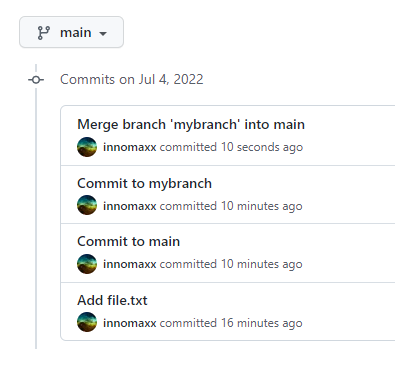 main
Commits on Jul 4, 2022
Merge branch 'mybranch' into main
innomaxx committed 10 seconds ago
Commit to mybranch
innomaxx committed 10 minutes ago
Commit to main
innomaxx committed 10 minutes ago
Add file.txt
innomaxx committed 16 minutes ago